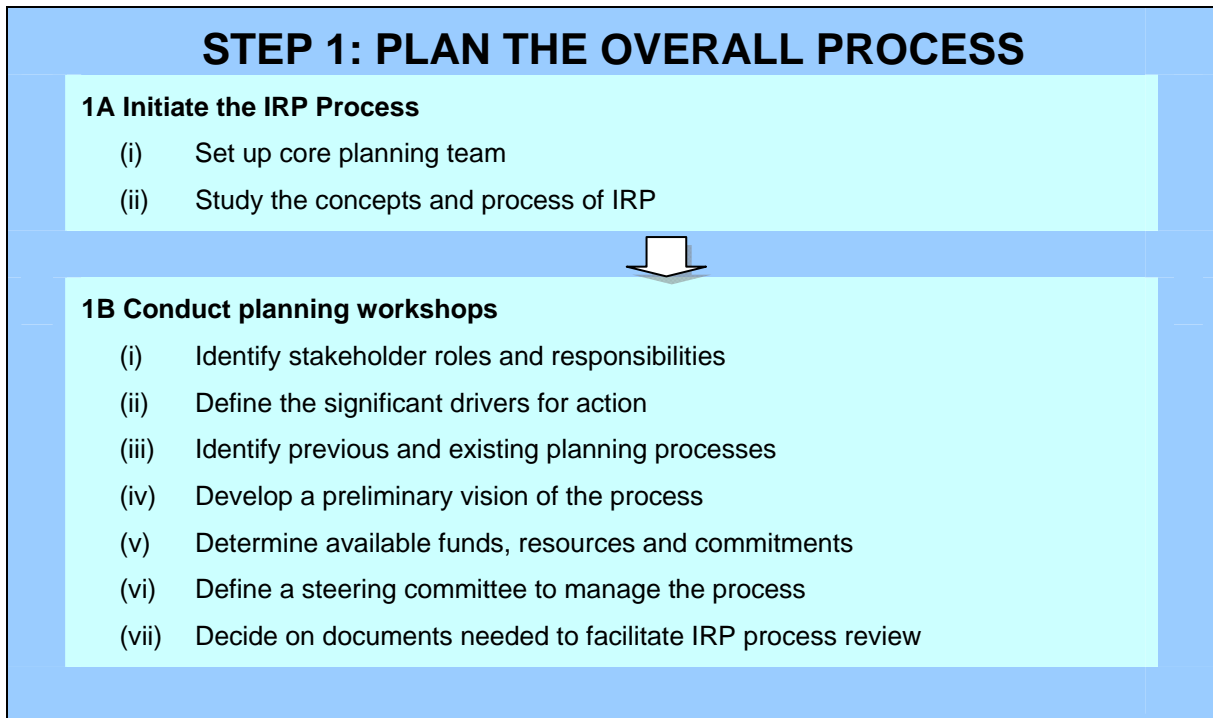 STEP 1: PLAN THE OVERALL PROCESS
1A Initiate the IRP Process
(i) Set up core planning team
(ii) Study the concepts and process of IRP
1B Conduct planning workshops
(i) Identify stakeholder roles and responsibilities
(ii) Define the significant drivers for action
(iii) Identify previous and existing planning processes
(iv) Develop a preliminary vision of the process
(v) Determine available funds, resources and commitments
(vi) Define a steering committee to manage the process
(vii) Decide on documents needed to facilitate IRP process review